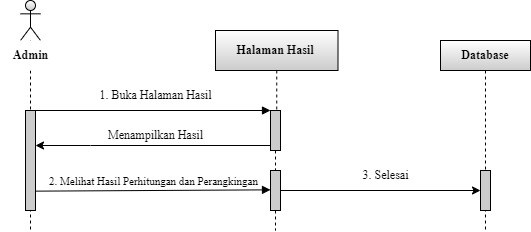 Admin
Halaman Hasil
Database
1. Buka Halaman Hasil
Menampilkan Hasil
2. Melihat Hasil Perhitungan dan Perangkingan
3. Selesai